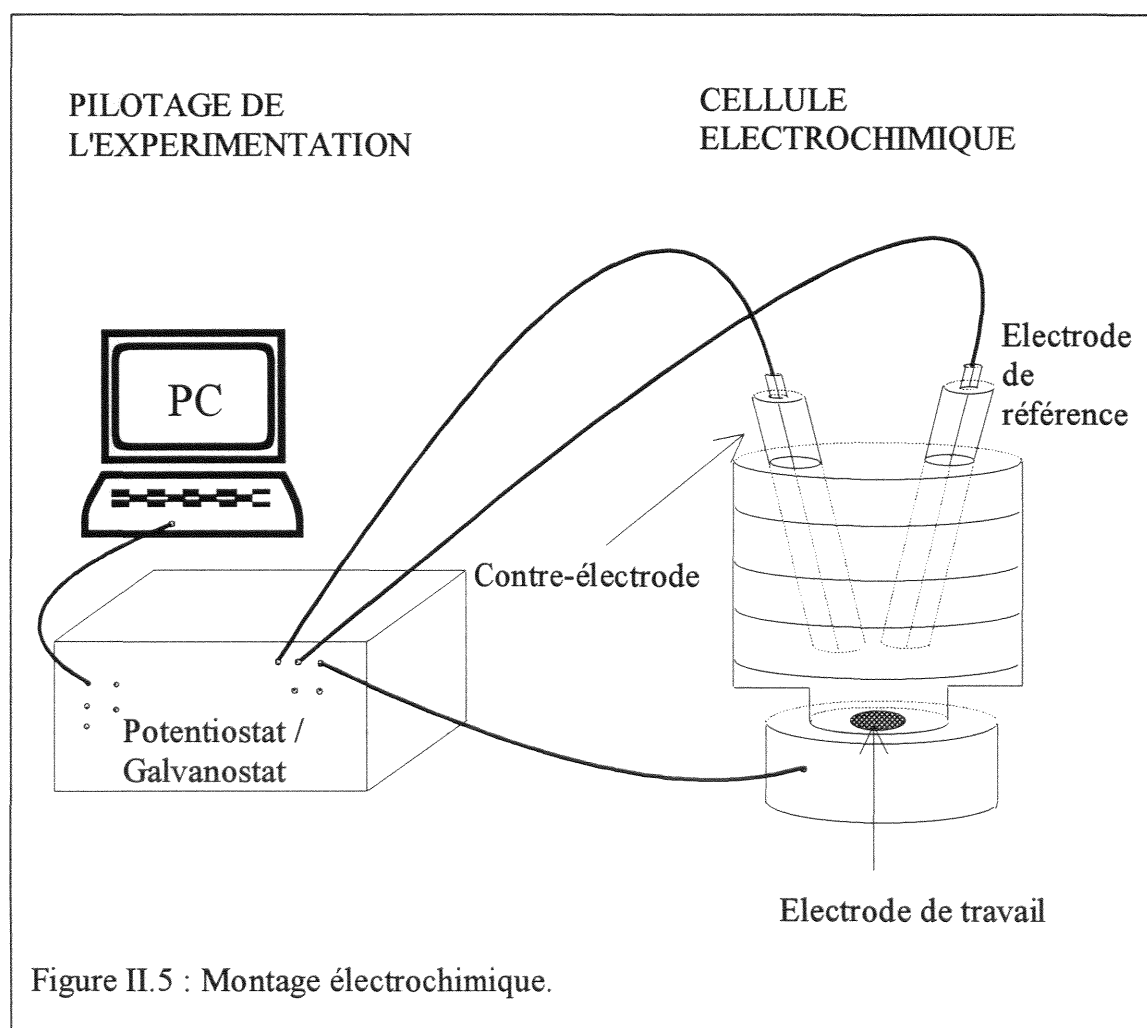 PILOTAGE DE
L'EXPERIMENTATION
CELLULE
ELECTROCHIMIQUE
Electrode
de
référence
PC
Contre-électrode
Potentiostat /
Galvanostat
Electrode de travail
Figure II.5 : Montage électrochimique.